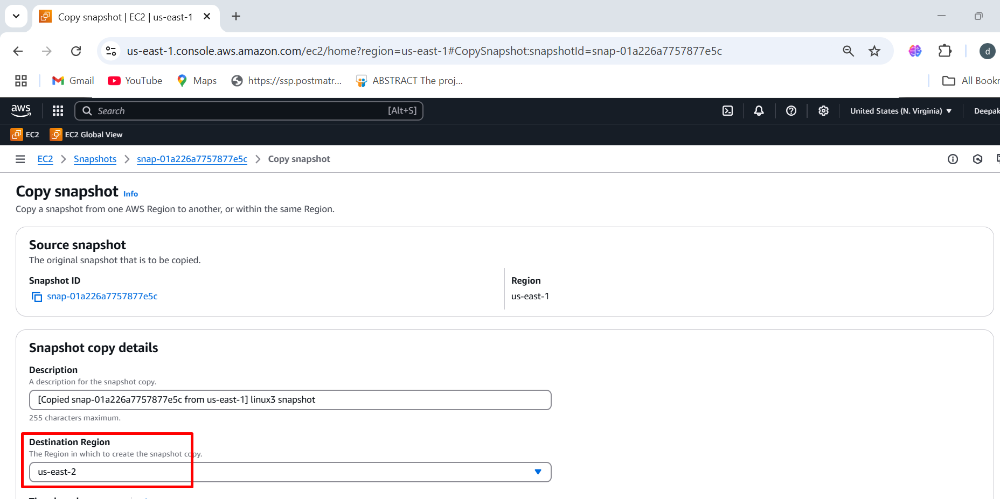 Copy snapshot | EC2 | us-east-1
us-east-1.console.aws.amazon.com/ec2/home?region=us-east-1#CopySnapshot:snapshotId=snap-01a226a7757877e5c
d
Gmail YouTube Maps https://ssp.postmatr... ABSTRACT The proj... All Bookr
aws Search [Alt+S] United States (N. Virginia) Deepak
EC2 EC2 Global View
EC2 Snapshots snap-01a226a7757877e5c Copy snapshot
Copy snapshot Info
Copy a snapshot from one AWS Region to another, or within the same Region.
Source snapshot
The original snapshot that is to be copied.
Snapshot ID Region
snap-01a226a7757877e5c us-east-1
Snapshot copy details
Description
A description for the snapshot copy.
[Copied snap-01a226a7757877e5c from us-east-1] linux3 snapshot
255 characters maximum.
Destination Region
The Region in which to create the snapshot copy.
us-east-2